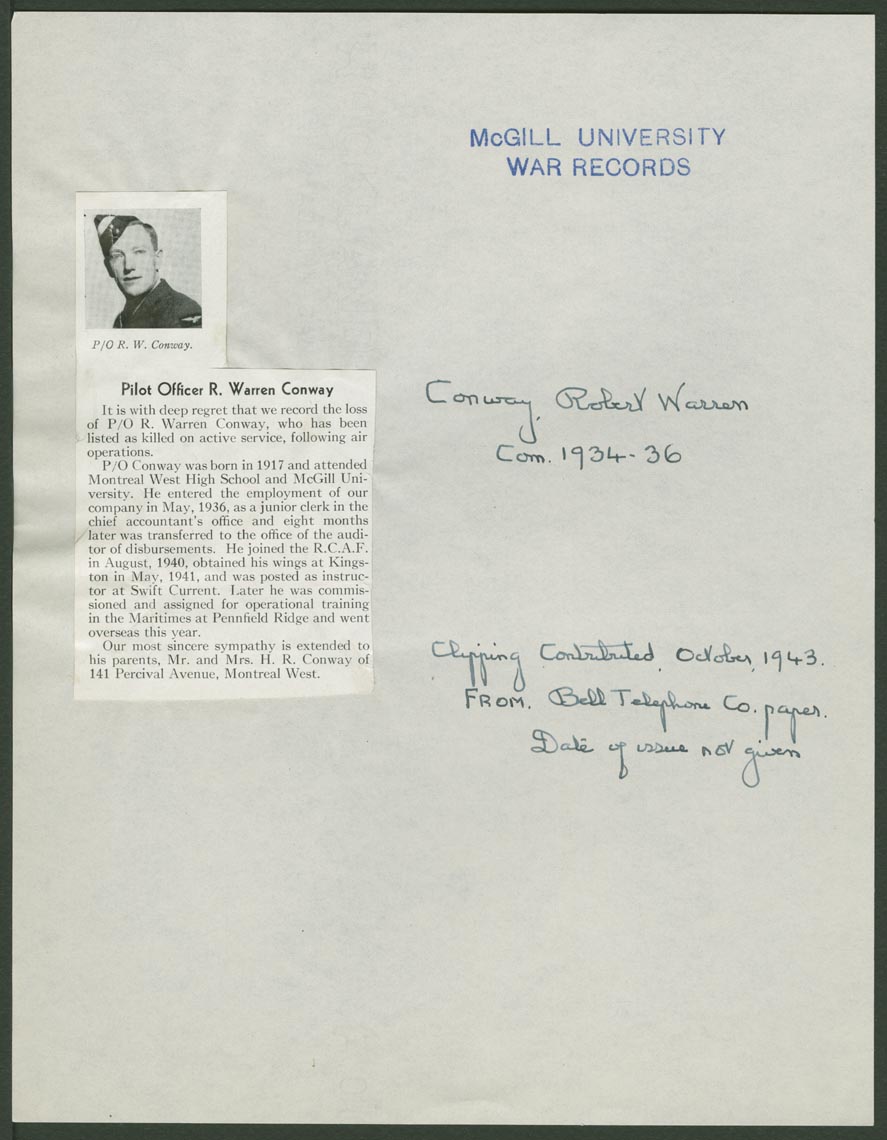 McGILL UNIVERSITY
WAR RECORDS
P/O R. W. Conway.
Pilot Officer R. Warren Conway
It is with deep regret that we record the loss
of P/O R. Warren Conway, who has been
listed as killed on active service, following air
operations.
P/O Conway was born in 1917 and attended
Montreal West High School and McGill Uni-
versity. He entered the employment of our
company in May, 1936, as a junior clerk in the
chief accountant's office and eight months
later was transferred to the office of the audi-
tor of disbursements. He joined the R.C.A.F.
in August, 1940, obtained his wings at Kings-
ton in May, 1941, and was posted as instruc-
tor at Swift Current. Later he was commis-
sioned and assigned for operational training
in the Maritimes at Pennfield Ridge and went
overseas this year.
Our most sincere sympathy is extended to
his parents, Mr. and Mrs. H. R. Conway of
141 Percival Avenue, Montreal West.
Conway, Robert Warren
Com. 1934-36
Clipping Contributed October, 1943.
FROM. Bell Telephone Co. paper.
Date of issue not given